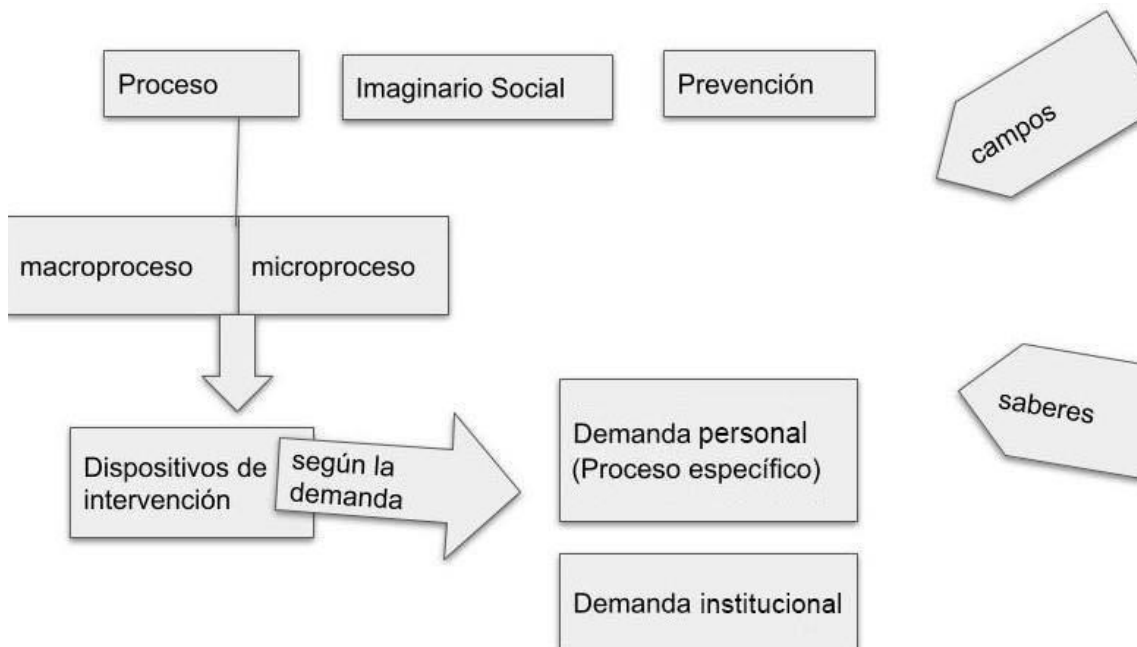 Proceso
Imaginario Social
Prevención
campos
macroproceso
microproceso
saberes
Dispositivos de
intervención
según la
demanda
Demanda personal
(Proceso específico)
Demanda institucional